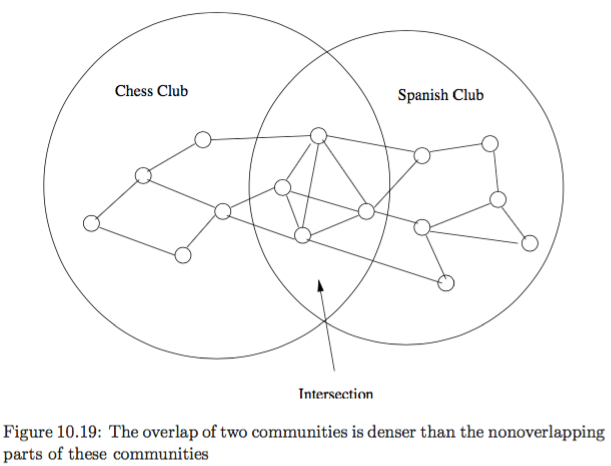 Chess Club
Spanish Club
Intersection
Figure 10.19: The overlap of two communities is denser than the nonoverlapping
parts of these communities